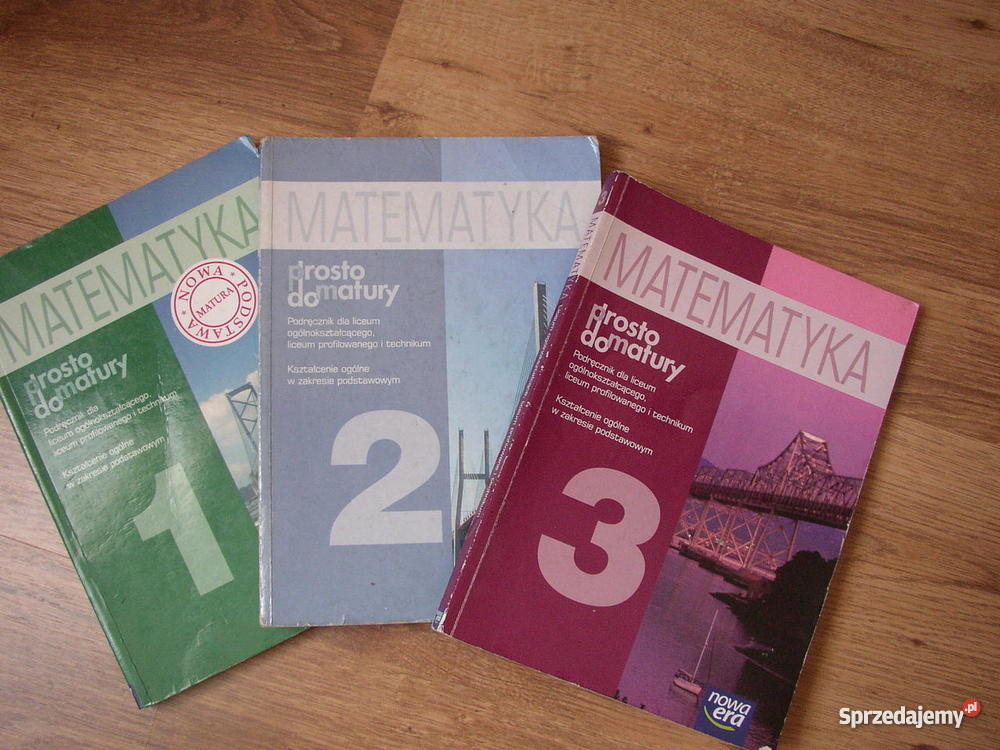 MATEMATYKA
NOWA PODSTAWA
MATURA
prosto
do matury
Podręcznik dla
liceum ogólnokształcącego,
liceum profilowanego i technikum
Kształcenie ogólne
w zakresie podstawowym
1
MATEMATYKA
prosto
do matury
Podręcznik dla liceum
ogólnokształcącego,
liceum profilowanego i technikum
Kształcenie ogólne
w zakresie podstawowym
2
MATEMATYKA
3
MATEMATYKA
prosto
do matury
Podręcznik dla liceum
ogólnokształcącego,
liceum profilowanego i technikum
Kształcenie ogólne
w zakresie podstawowym
3
nowa
era
Sprzedajemy.pl